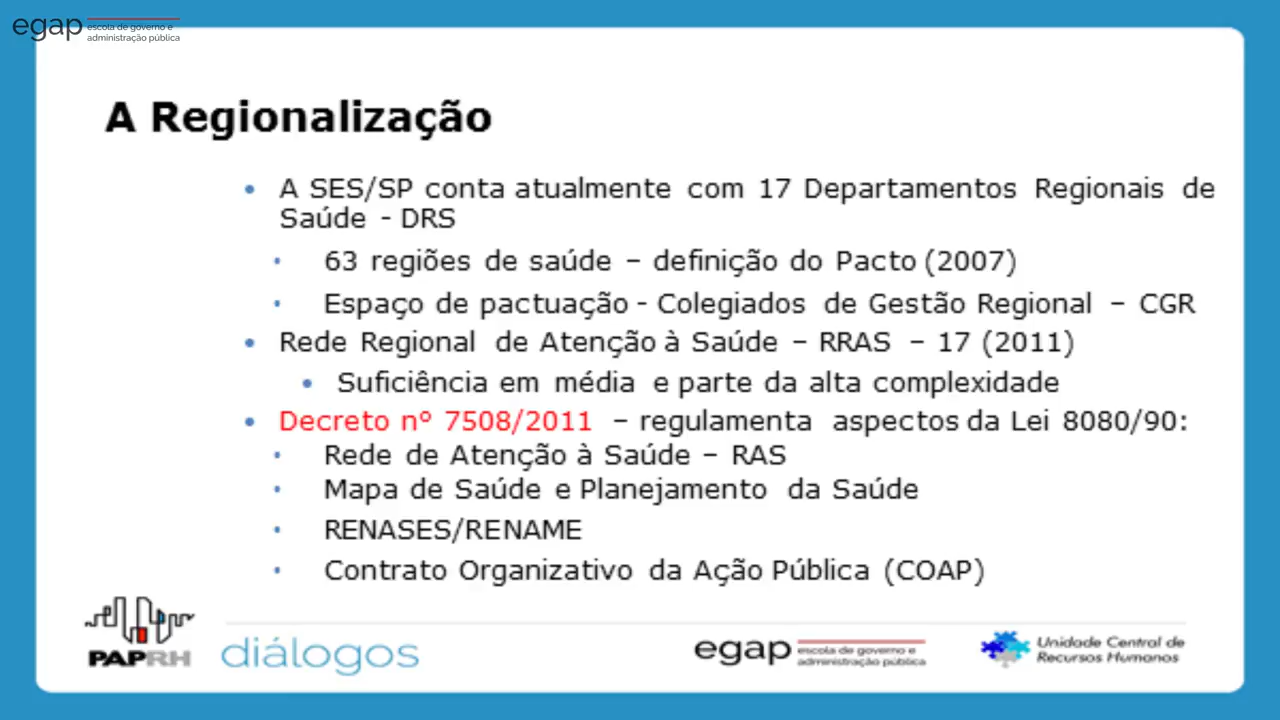 egap escola de governo e
administração pública
A Regionalização
• A SES/SP conta atualmente com 17 Departamentos Regionais de
Saúde - DRS
• 63 regiões de saúde – definição do Pacto (2007)
• Espaço de pactuação - Colegiados de Gestão Regional – CGR
• Rede Regional de Atenção à Saúde – RRAS – 17 (2011)
• Suficiência em média e parte da alta complexidade
• Decreto nº 7508/2011 – regulamenta aspectos da Lei 8080/90:
• Rede de Atenção à Saúde – RAS
• Mapa de Saúde e Planejamento da Saúde
• RENASES/RENAME
• Contrato Organizativo da Ação Pública (COAP)
PAPRH
diálogos
egap escola de governo e
administração pública
Unidade Central de
Recursos Humanos